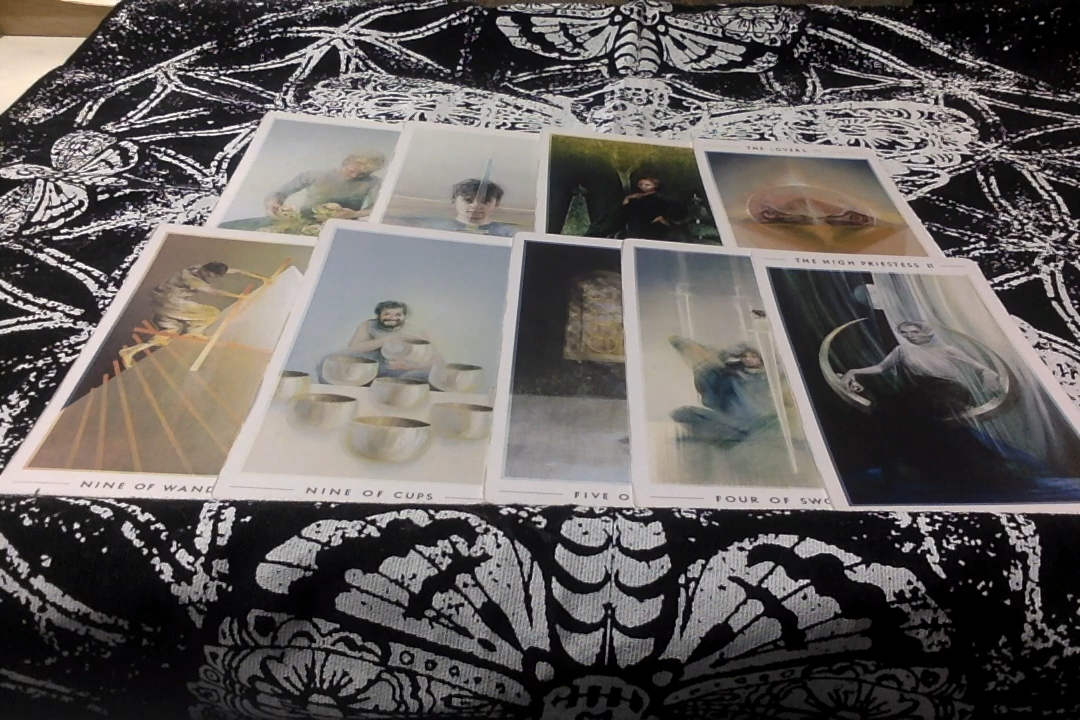 THE LOVERS
THE HIGH PRIESTESS II
NINE OF WAND
NINE OF CUPS
FIVE O
FOUR OF SWO